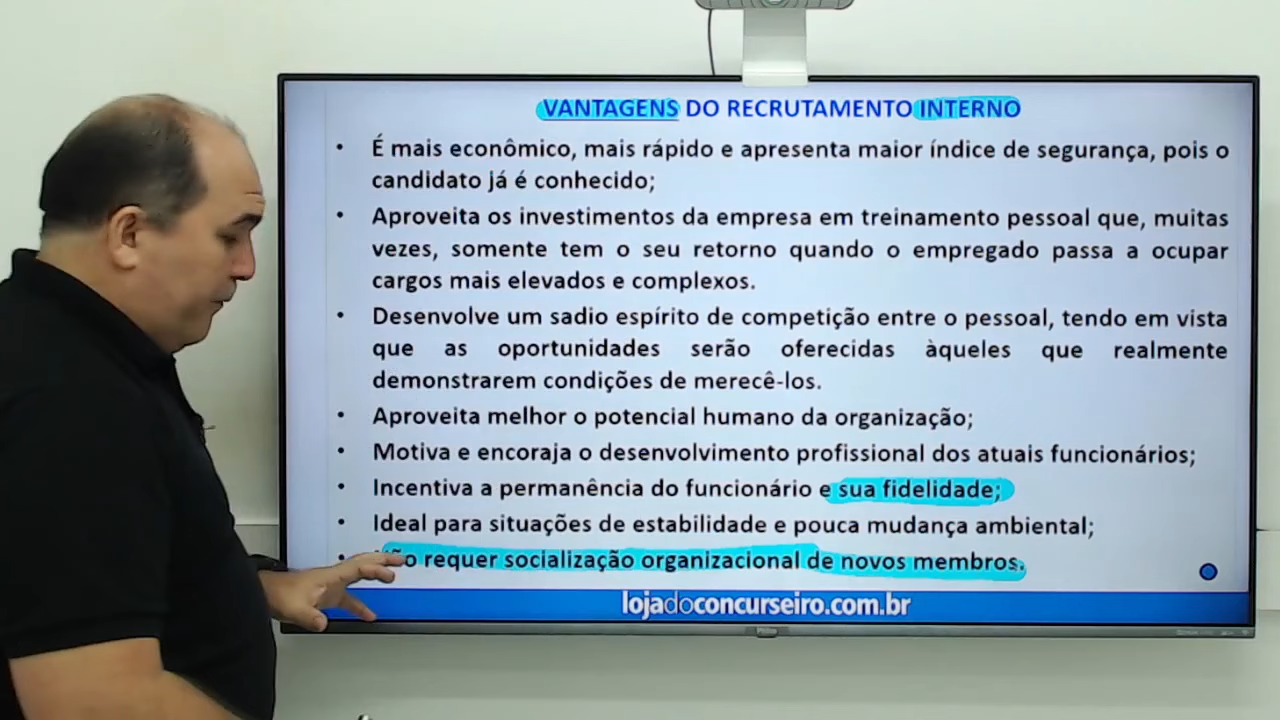 VANTAGENS DO RECRUTAMENTO INTERNO
• É mais econômico, mais rápido e apresenta maior índice de segurança, pois o
candidato já é conhecido;
• Aproveita os investimentos da empresa em treinamento pessoal que, muitas
vezes, somente tem o seu retorno quando o empregado passa a ocupar
cargos mais elevados e complexos.
• Desenvolve um sadio espírito de competição entre o pessoal, tendo em vista
que as oportunidades serão oferecidas àqueles que realmente
demonstrarem condições de merecê-los.
• Aproveita melhor o potencial humano da organização;
• Motiva e encoraja o desenvolvimento profissional dos atuais funcionários;
• Incentiva a permanência do funcionário e sua fidelidade;
• Ideal para situações de estabilidade e pouca mudança ambiental;
• Não requer socialização organizacional de novos membros.
lojadoconcurseiro.com.br